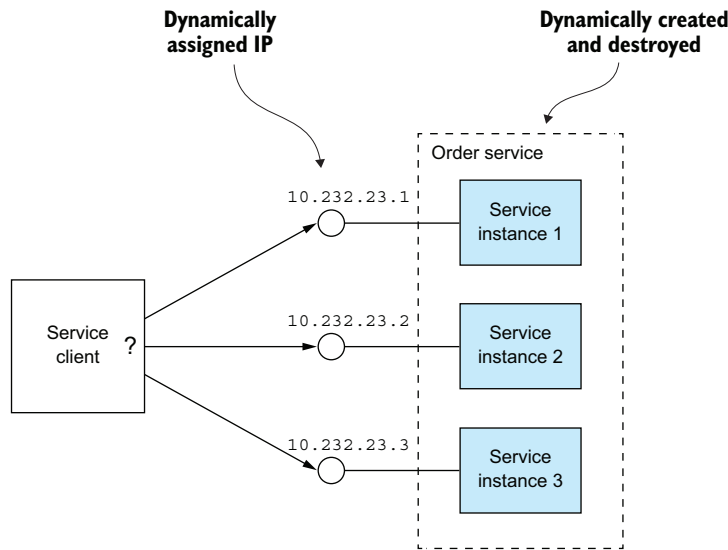 Dynamically
assigned IP
Dynamically created
and destroyed
Order service
10.232.23.1
Service
instance 1
Service
client
?
10.232.23.2
Service
instance 2
10.232.23.3
Service
instance 3